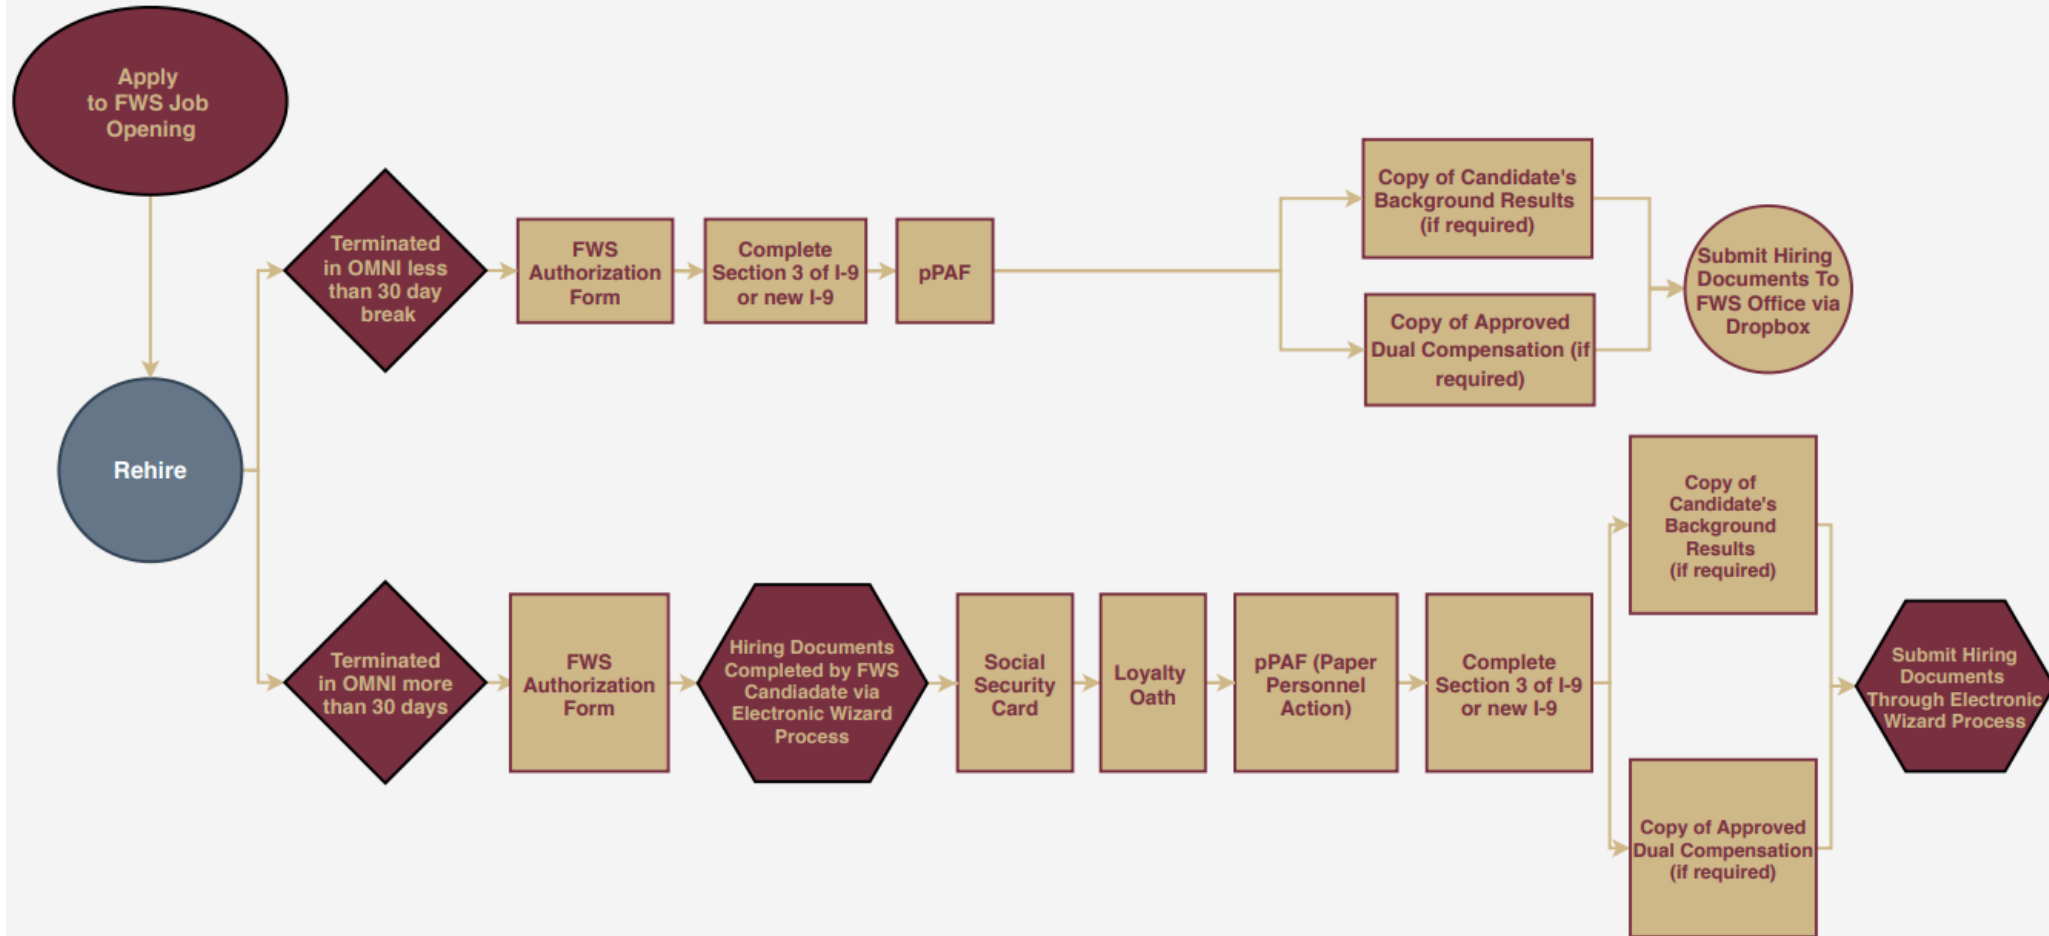 Apply
to FWS Job
Opening
Rehire
Terminated
in OMNI less
than 30 day
break
FWS
Authorization
Form
Complete
Section 3 of I-9
or new I-9
pPAF
Copy of Candidate's
Background Results
(if required)
Copy of Approved
Dual Compensation (if
required)
Submit Hiring
Documents To
FWS Office via
Dropbox
Terminated
in OMNI more
than 30 days
FWS
Authorization
Form
Hiring Documents
Completed by FWS
Candiadate via
Electronic Wizard
Process
Social
Security
Card
Loyalty
Oath
pPAF (Paper
Personnel
Action)
Complete
Section 3 of I-9
or new I-9
Copy of
Candidate's
Background
Results
(if required)
Copy of Approved
Dual Compensation
(if required)
Submit Hiring
Documents
Through Electronic
Wizard Process